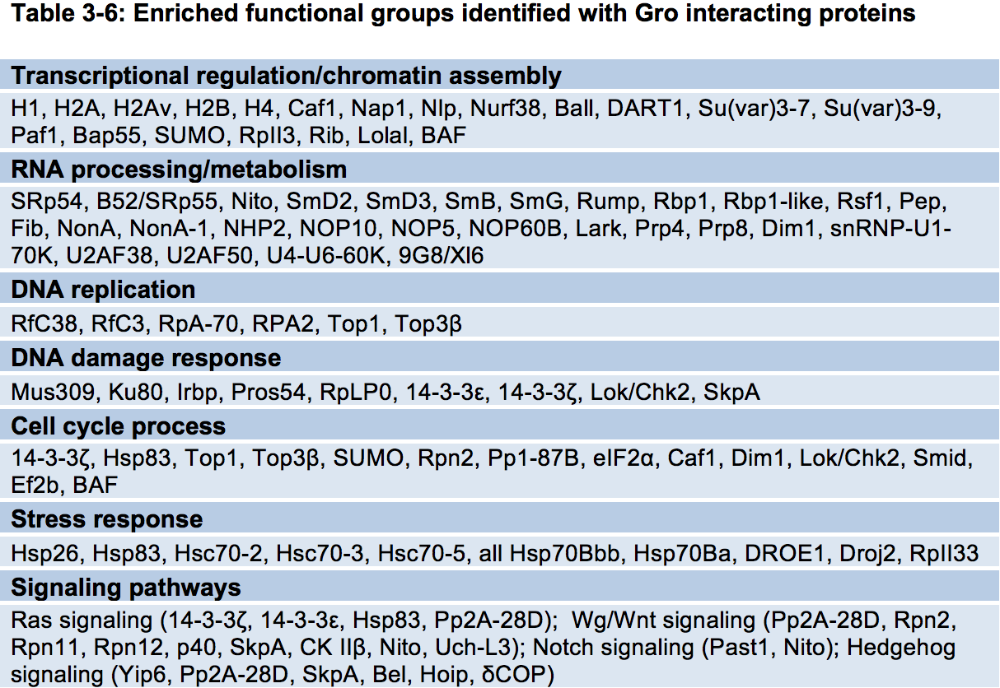 Table 3-6: Enriched functional groups identified with Gro interacting proteins
Transcriptional regulation/chromatin assembly
H1, H2A, H2Av, H2B, H4, Caf1, Nap1, Nlp, Nurf38, Ball, DART1, Su(var)3-7, Su(var)3-9,
Paf1, Bap55, SUMO, RpII3, Rib, Lolal, BAF
RNA processing/metabolism
SRp54, B52/SRp55, Nito, SmD2, SmD3, SmB, SmG, Rump, Rbp1, Rbp1-like, Rsf1, Pep,
Fib, NonA, NonA-1, NHP2, NOP10, NOP5, NOP60B, Lark, Prp4, Prp8, Dim1, snRNP-U1-
70K, U2AF38, U2AF50, U4-U6-60K, 9G8/Xl6
DNA replication
RfC38, RfC3, RpA-70, RPA2, Top1, Top3β
DNA damage response
Mus309, Ku80, Irbp, Pros54, RpLP0, 14-3-3ε, 14-3-3ζ, Lok/Chk2, SkpA
Cell cycle process
14-3-3ζ, Hsp83, Top1, Top3β, SUMO, Rpn2, Pp1-87B, eIF2α, Caf1, Dim1, Lok/Chk2, Smid,
Ef2b, BAF
Stress response
Hsp26, Hsp83, Hsc70-2, Hsc70-3, Hsc70-5, all Hsp70Bbb, Hsp70Ba, DROE1, Droj2, RpII33
Signaling pathways
Ras signaling (14-3-3ζ, 14-3-3ε, Hsp83, Pp2A-28D);  Wg/Wnt signaling (Pp2A-28D, Rpn2,
Rpn11, Rpn12, p40, SkpA, CK IIβ, Nito, Uch-L3); Notch signaling (Past1, Nito); Hedgehog
signaling (Yip6, Pp2A-28D, SkpA, Bel, Hoip, δCOP)